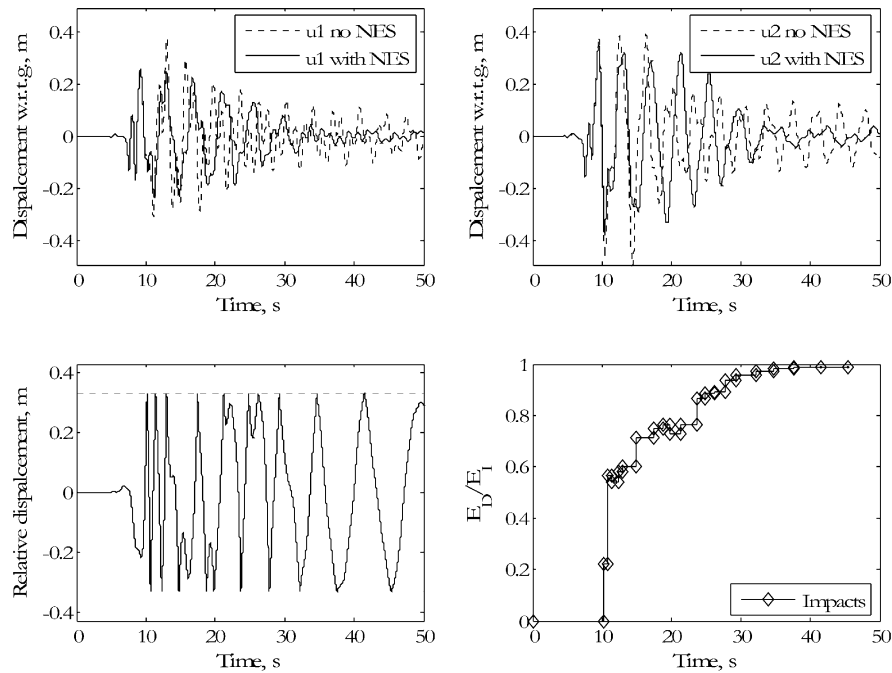 u1 no NES
u1 with NES
0.4
0.2
0
-0.2
-0.4
Dispalcement w.r.t.g, m
0 10 20 30 40 50
Time, s
u2 no NES
u2 with NES
0.4
0.2
0
-0.2
-0.4
Dispalcement w.r.t.g, m
0 10 20 30 40 50
Time, s
0.4
0.2
0
-0.2
-0.4
Relative dispalcement, m
0 10 20 30 40 50
Time, s
1
0.8
0.6
0.4
0.2
0
E_D/E_I
Impacts
0 10 20 30 40 50
Time, s